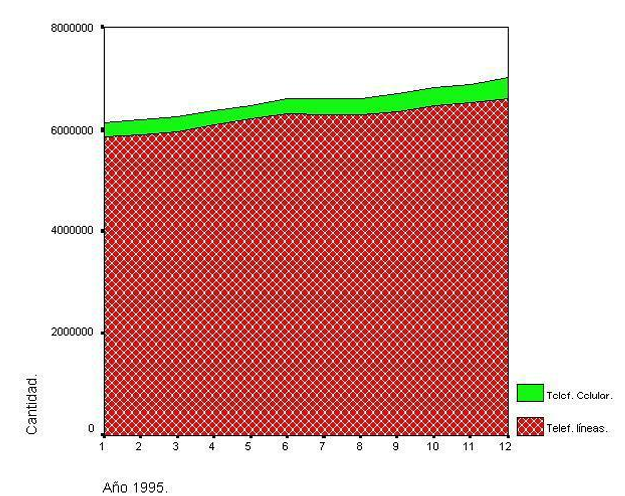 8000000
6000000
4000000
2000000
0
Cantidad.
1 2 3 4 5 6 7 8 9 10 11 12
Año 1995.
Telef. Celular.
Telef. líneas.